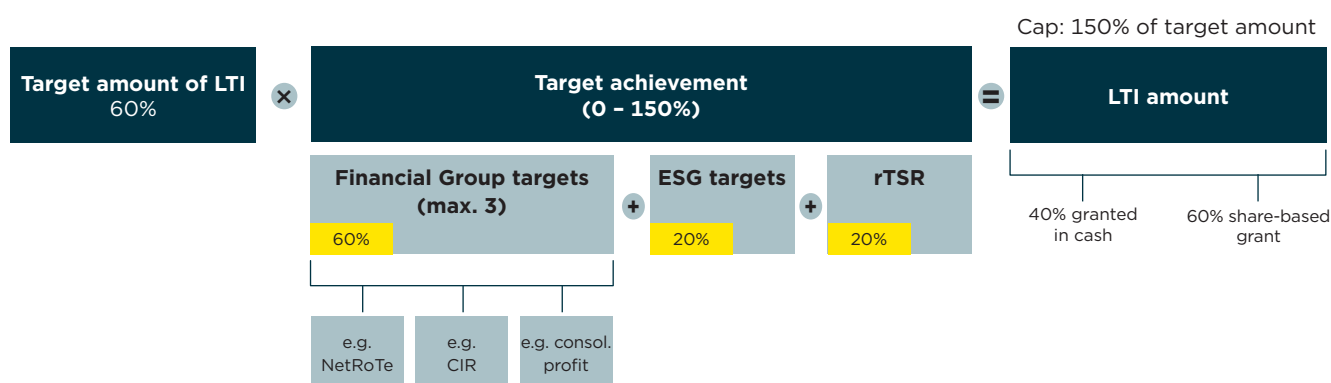 Cap: 150% of target amount
Target amount of LTI
60%
×
Target achievement
(0 – 150%)
=
LTI amount
Financial Group targets
(max. 3)
60%
+
ESG targets
20%
+
rTSR
20%
40% granted
in cash
60% share-based
grant
e.g.
NetRoTe
e.g.
CIR
e.g. consol.
profit